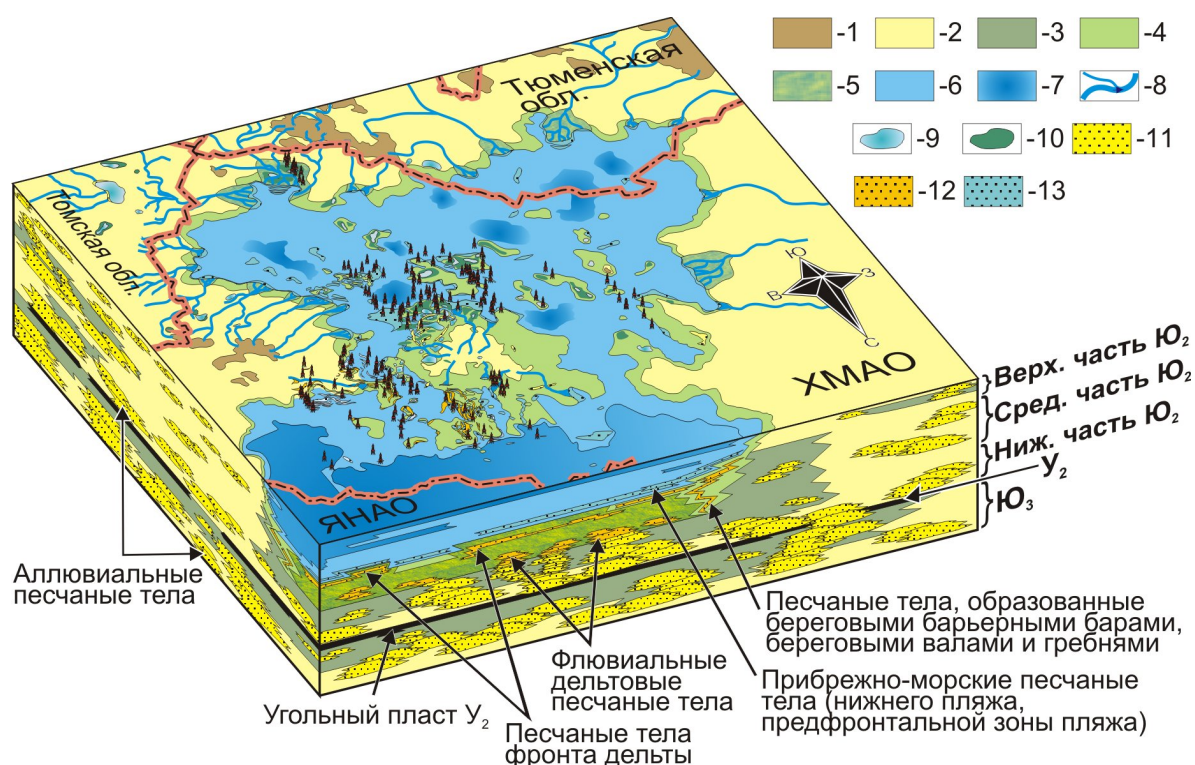 -1
-2
-3
-4
-5
-6
-7
-8
-9
-10
-11
-12
-13
Тюменская
обл.
Томская обл.
Ю
З
В
С
ХМАО
ЯНАО
Верх. часть Ю₂
Сред. часть Ю₂
Ниж. часть Ю₂
У₂
Ю₃
Аллювиальные
песчаные тела
Угольный пласт У₂
Песчаные тела
фронта дельты
Флювиальные
дельтовые
песчаные тела
Песчаные тела, образованные
береговыми барьерными барами,
береговыми валами и гребнями
Прибрежно-морские песчаные
тела (нижнего пляжа,
предфронтальной зоны пляжа)